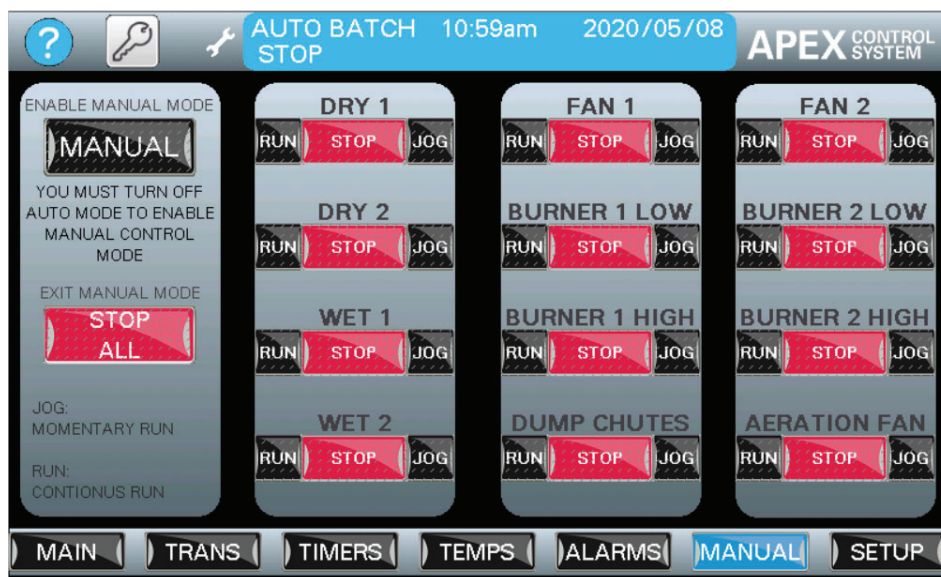 ?
AUTO BATCH 10:59am 2020/05/08
STOP
APEX CONTROL SYSTEM
ENABLE MANUAL MODE
MANUAL
YOU MUST TURN OFF
AUTO MODE TO ENABLE
MANUAL CONTROL
MODE
EXIT MANUAL MODE
STOP
ALL
JOG:
MOMENTARY RUN
RUN:
CONTIONUS RUN
DRY 1
RUN STOP JOG
DRY 2
RUN STOP JOG
WET 1
RUN STOP JOG
WET 2
RUN STOP JOG
FAN 1
RUN STOP JOG
BURNER 1 LOW
RUN STOP JOG
BURNER 1 HIGH
RUN STOP JOG
DUMP CHUTES
RUN STOP JOG
FAN 2
RUN STOP JOG
BURNER 2 LOW
RUN STOP JOG
BURNER 2 HIGH
RUN STOP JOG
AERATION FAN
RUN STOP JOG
MAIN TRANS TIMERS TEMPS ALARMS MANUAL SETUP